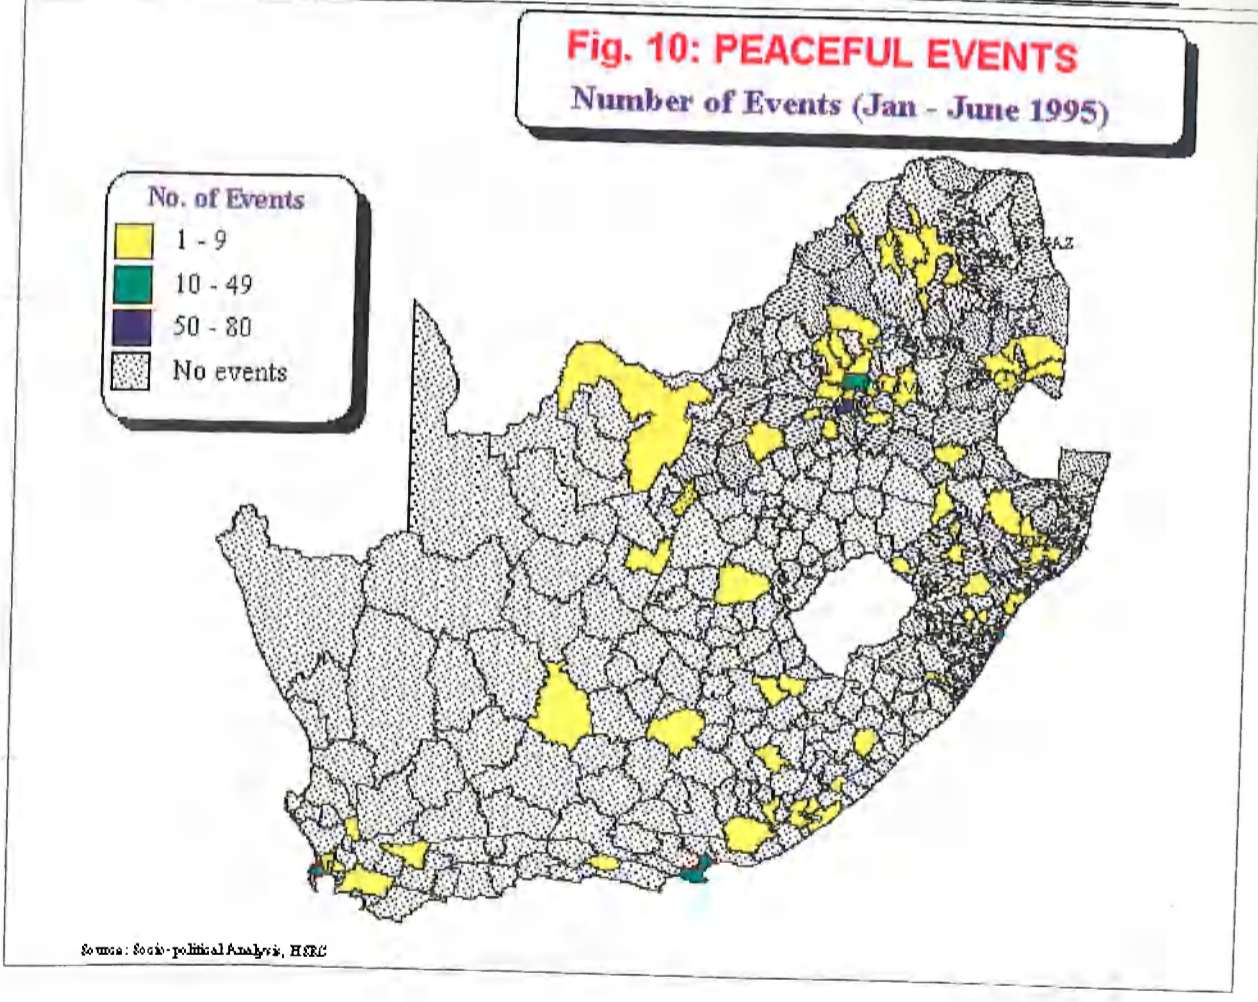 Fig. 10: PEACEFUL EVENTS
Number of Events (Jan - June 1995)
No. of Events
1 - 9
10 - 49
50 - 80
No events
Source: Socio-political Analysis, HSRC